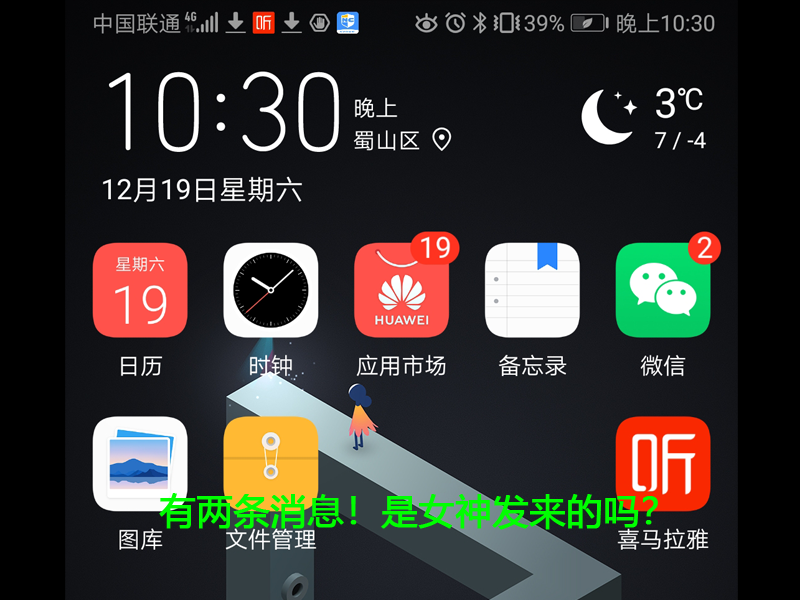 中国联通 4G 听 39% 晚上10:30
10:30 晚上
蜀山区
3℃
7 / -4
12月19日星期六
星期六
19
19
HUAWEI
2
日历 时钟 应用市场 备忘录 微信
听
有两条消息！是女神发来的吗？
图库 文件管理 喜马拉雅